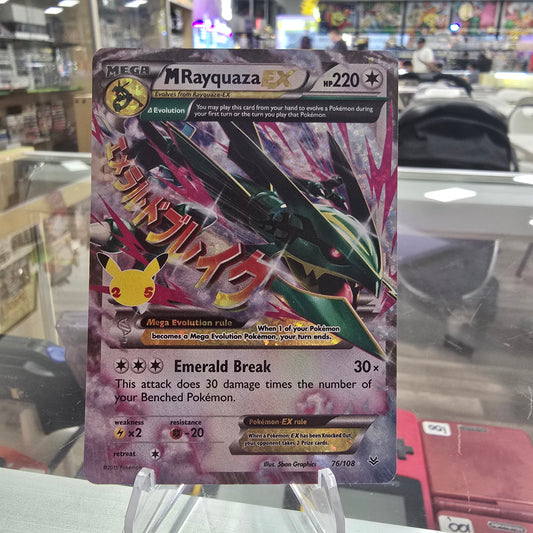 MEGA
M Rayquaza EX
HP 220
Evolves from Rayquaza-EX
Δ Evolution
You may play this card from your hand to evolve a Pokémon during
your first turn or the turn you play that Pokémon.
エメラルドブレイク
25
Mega Evolution rule
When 1 of your Pokémon
becomes a Mega Evolution Pokémon, your turn ends.
Emerald Break 30×
This attack does 30 damage times the number of
your Benched Pokémon.
weakness
×2
resistance
-20
retreat
Pokémon-EX rule
When a Pokémon-EX has been Knocked Out,
your opponent takes 2 Prize cards.
©2015 Pokémon
Illus. 5ban Graphics
76/108